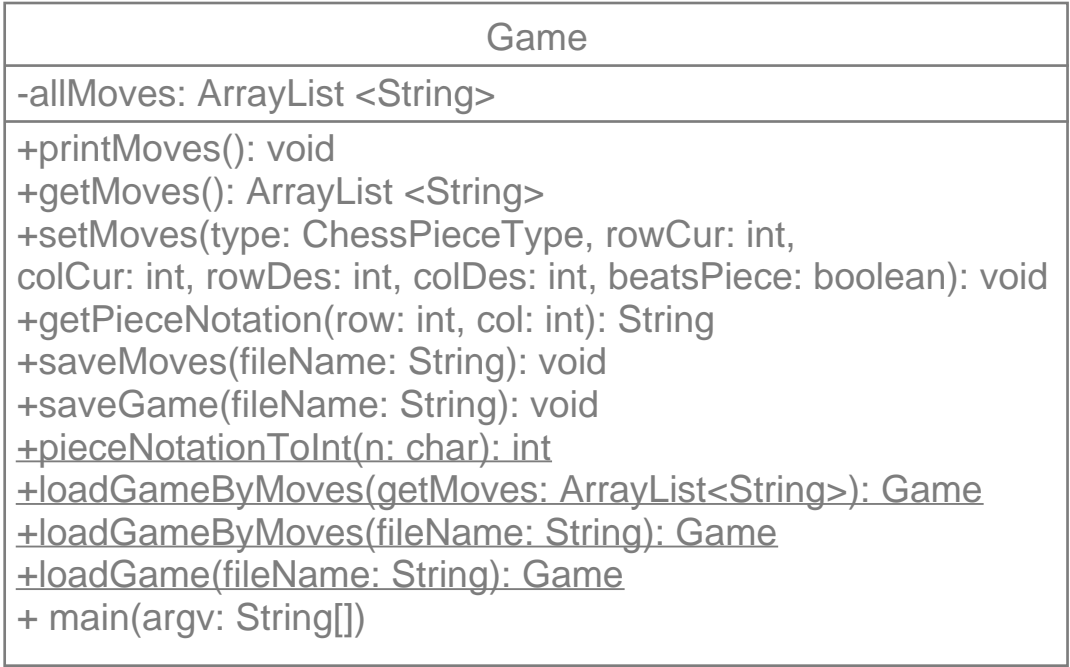 Game
-allMoves: ArrayList <String>
+printMoves(): void
+getMoves(): ArrayList <String>
+setMoves(type: ChessPieceType, rowCur: int,
colCur: int, rowDes: int, colDes: int, beatsPiece: boolean): void
+getPieceNotation(row: int, col: int): String
+saveMoves(fileName: String): void
+saveGame(fileName: String): void
+pieceNotationToInt(n: char): int
+loadGameByMoves(getMoves: ArrayList<String>): Game
+loadGameByMoves(fileName: String): Game
+loadGame(fileName: String): Game
+ main(argv: String[])